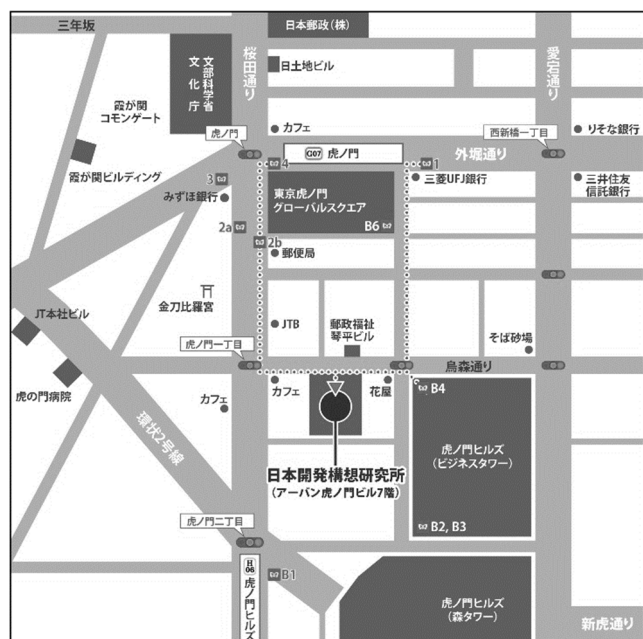 三年坂
日本郵政（株）
桜田通り
愛宕通り
文部科学省
文化庁
日土地ビル
霞が関
コモンゲート
虎ノ門
カフェ
西新橋一丁目
りそな銀行
4
G07 虎ノ門
1
外堀通り
霞が関ビルディング
3
みずほ銀行
三菱UFJ銀行
三井住友
信託銀行
東京虎ノ門
グローバルスクエア
B6
2a
2b
郵便局
金刀比羅宮
JT本社ビル
JTB
郵政福祉
琴平ビル
そば砂場
虎ノ門一丁目
烏森通り
虎の門病院
カフェ
カフェ
花屋
B4
環状2号線
虎ノ門ヒルズ
（ビジネスタワー）
日本開発構想研究所
（アーバン虎ノ門ビル7階）
虎ノ門二丁目
B2, B3
H06 虎ノ門ヒルズ
B1
虎ノ門ヒルズ
（森タワー）
新虎通り